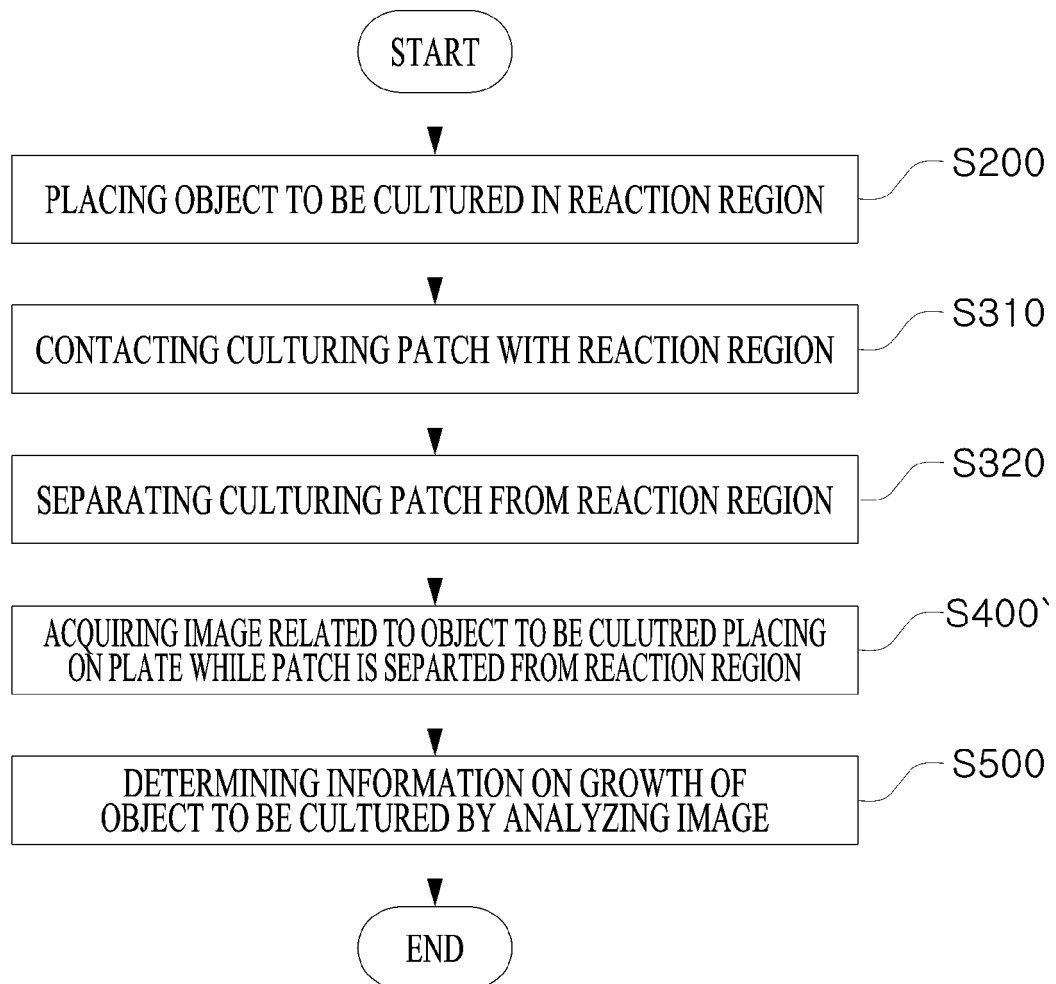 START
PLACING OBJECT TO BE CULTURED IN REACTION REGION
S200
CONTACTING CULTURING PATCH WITH REACTION REGION
S310
SEPARATING CULTURING PATCH FROM REACTION REGION
S320
ACQUIRING IMAGE RELATED TO OBJECT TO BE CULUTRED PLACING
ON PLATE WHILE PATCH IS SEPARTED FROM REACTION REGION
S400`
DETERMINING INFORMATION ON GROWTH OF
OBJECT TO BE CULTURED BY ANALYZING IMAGE
S500
END